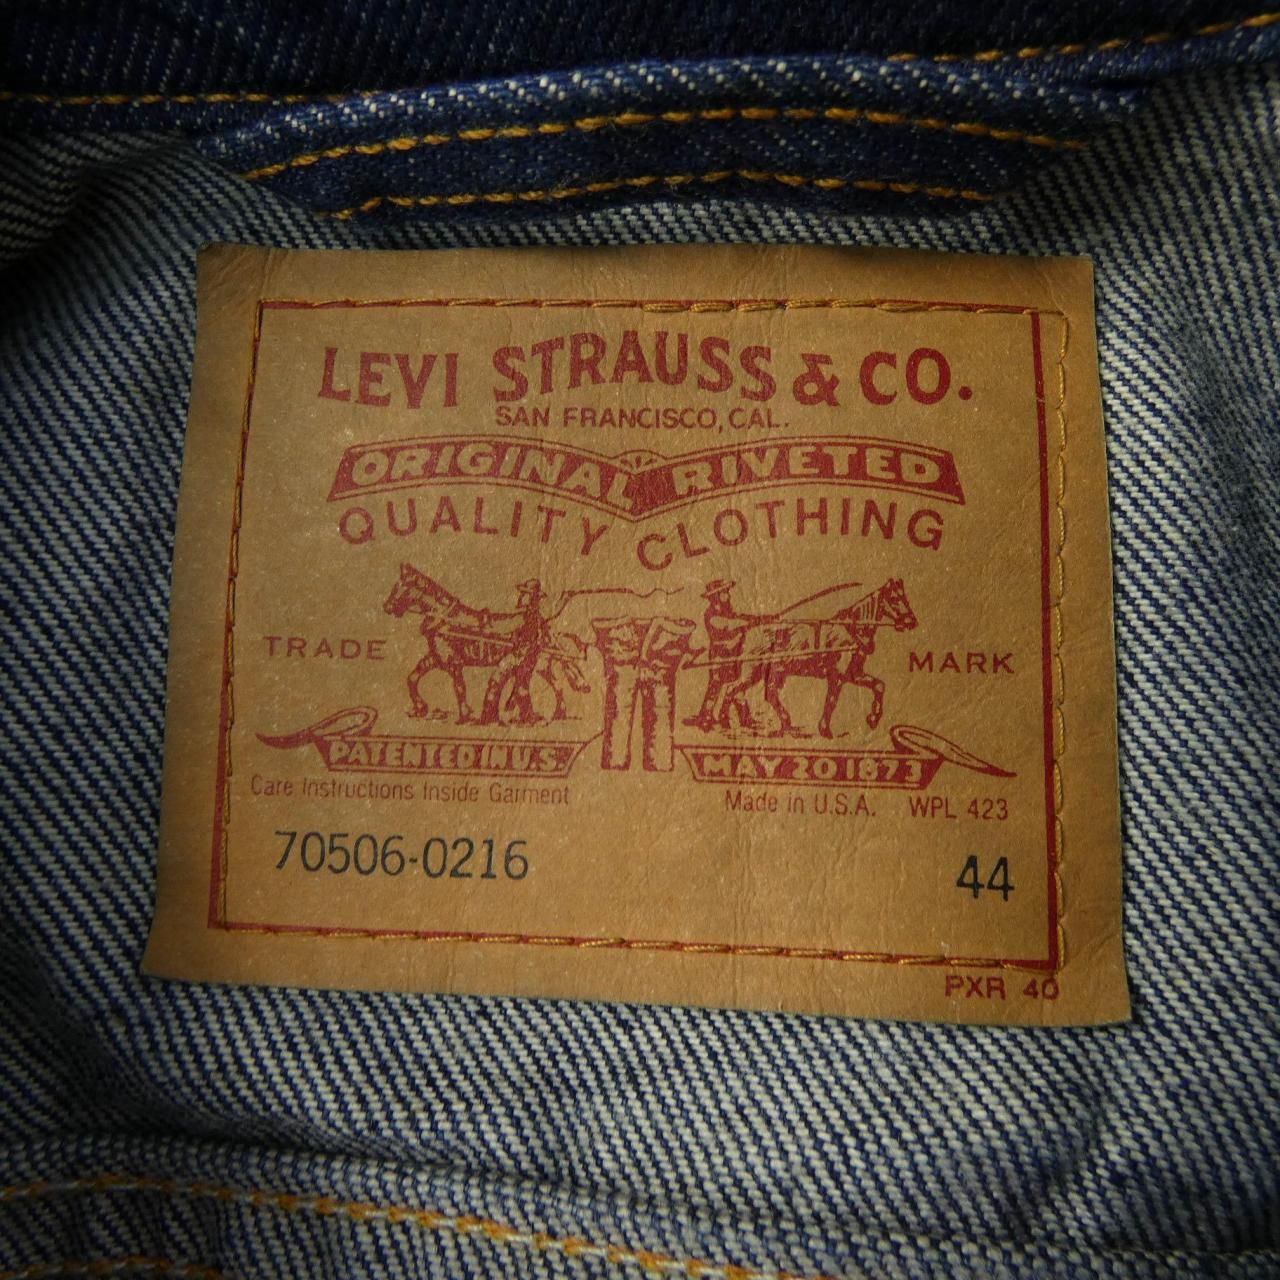 LEVI STRAUSS & CO.
SAN FRANCISCO, CAL.
ORIGINAL RIVETED
QUALITY CLOTHING
TRADE MARK
PATENTED IN U.S. MAY 20 1873
Care Instructions Inside Garment Made in U.S.A. WPL 423
70506-0216 44
PXR 40